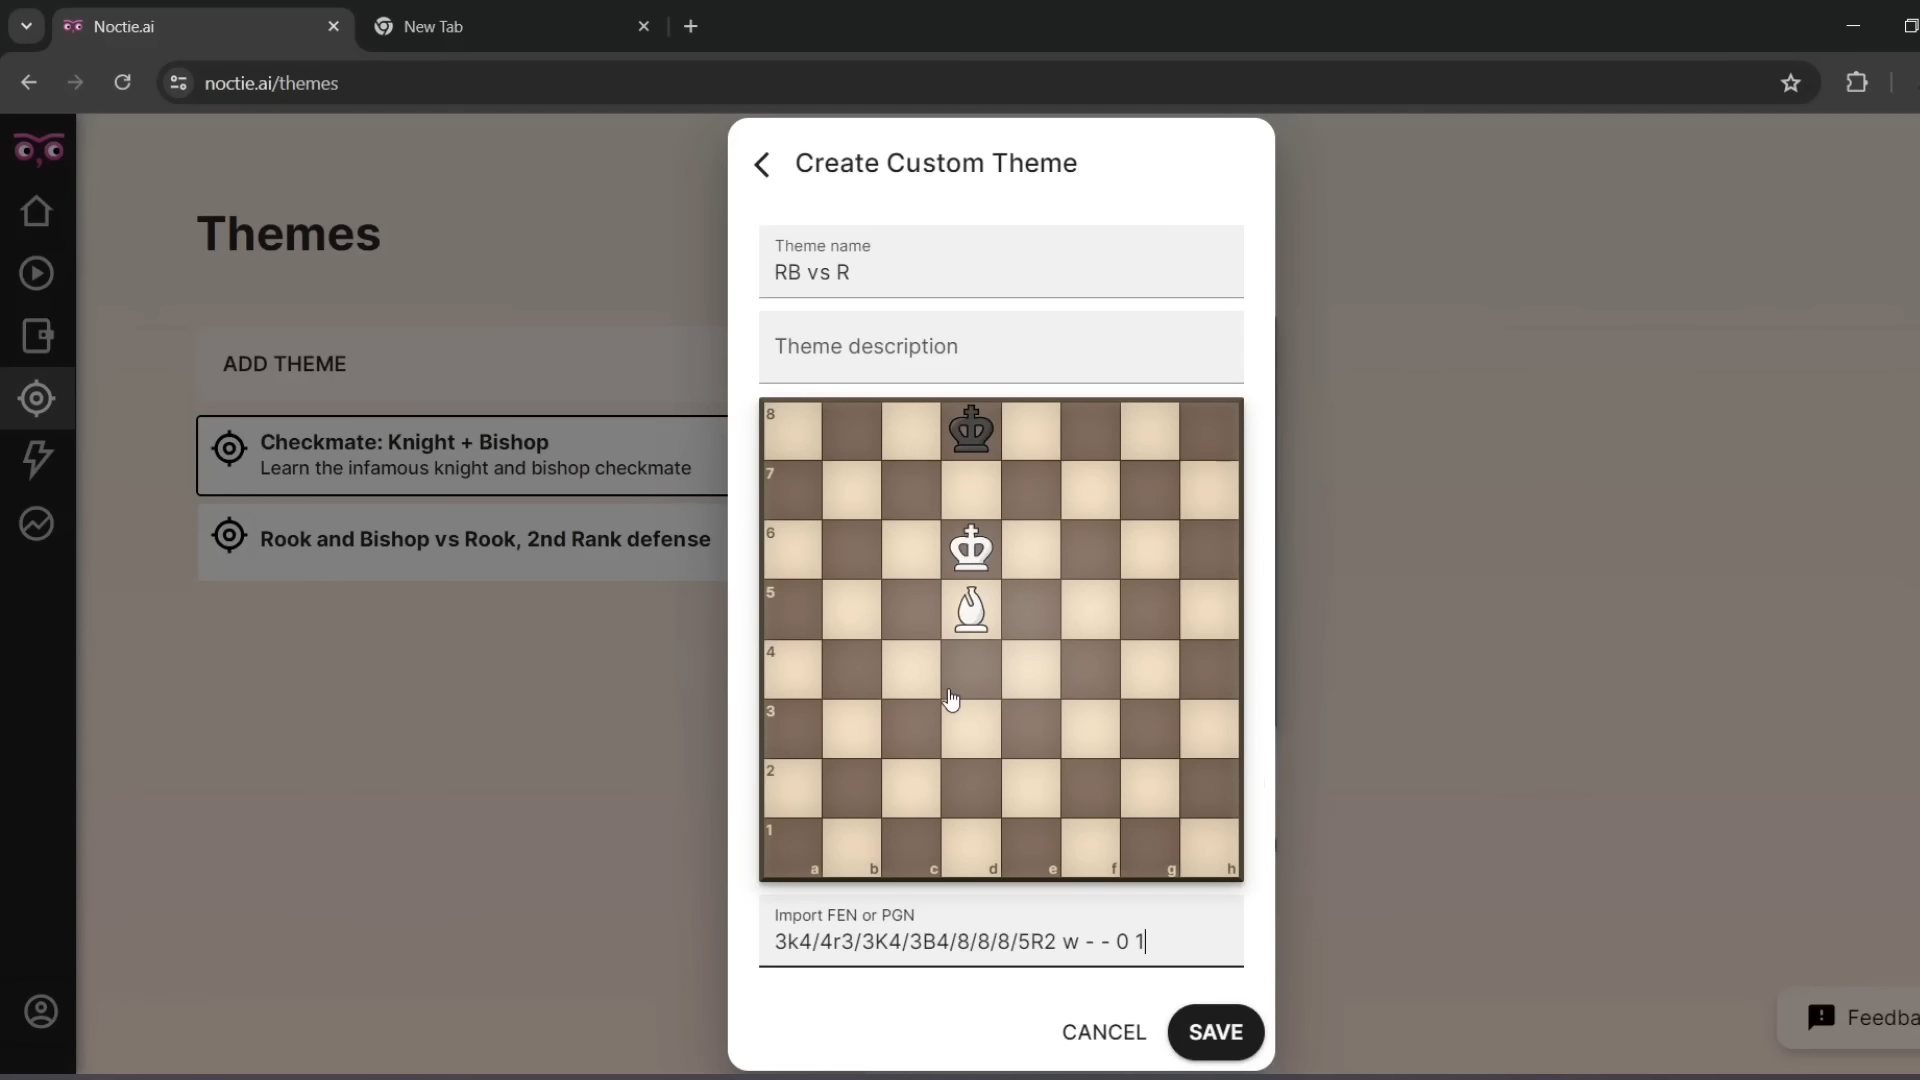 Noctie.ai
New Tab
noctie.ai/themes
Create Custom Theme
Themes
Theme name
RB vs R
Theme description
ADD THEME
Checkmate: Knight + Bishop
Learn the infamous knight and bishop checkmate
Rook and Bishop vs Rook, 2nd Rank defense
8
7
6
5
4
3
2
1
a b c d e f g h
Import FEN or PGN
3k4/4r3/3K4/3B4/8/8/8/5R2 w - - 0 1
CANCEL
SAVE
Feedba